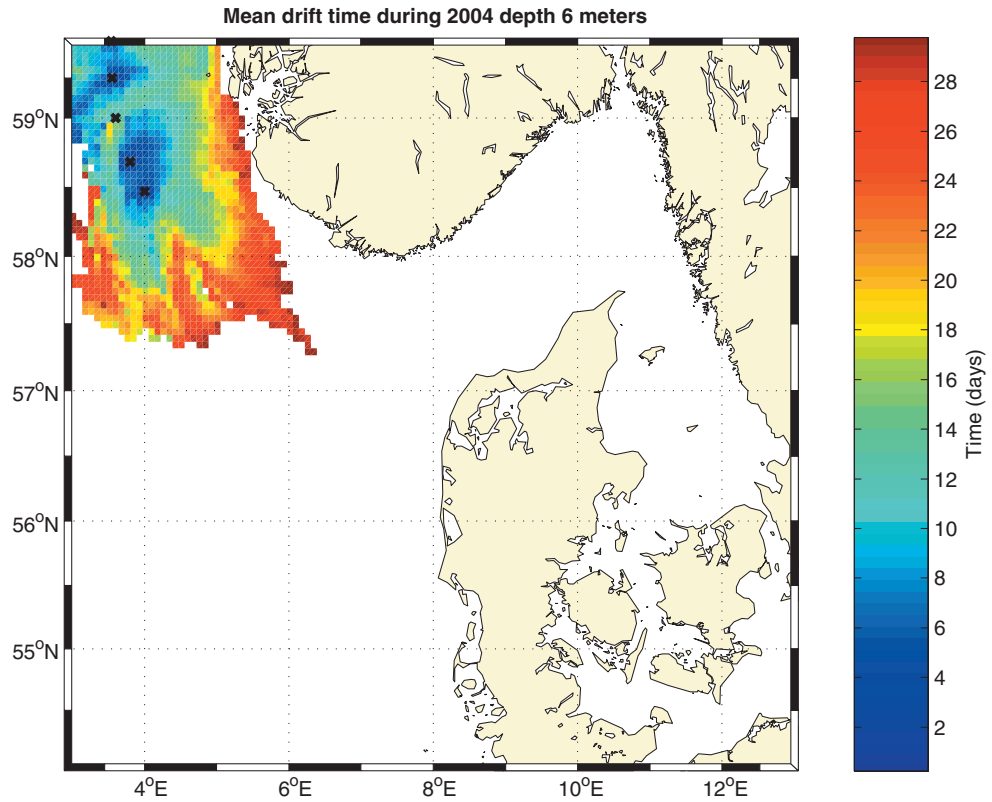 Mean drift time during 2004 depth 6 meters
59°N
58°N
57°N
56°N
55°N
4°E
6°E
8°E
10°E
12°E
28
26
24
22
20
18
16
14
12
10
8
6
4
2
Time (days)